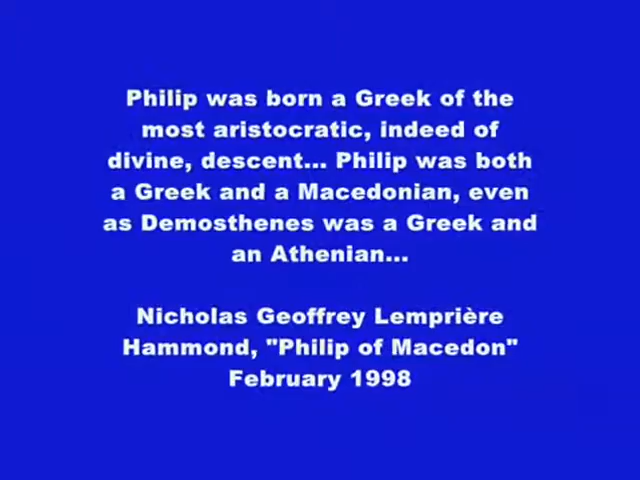 Philip was born a Greek of the
most aristocratic, indeed of
divine, descent... Philip was both
a Greek and a Macedonian, even
as Demosthenes was a Greek and
an Athenian...
Nicholas Geoffrey Lemprière
Hammond, "Philip of Macedon"
February 1998